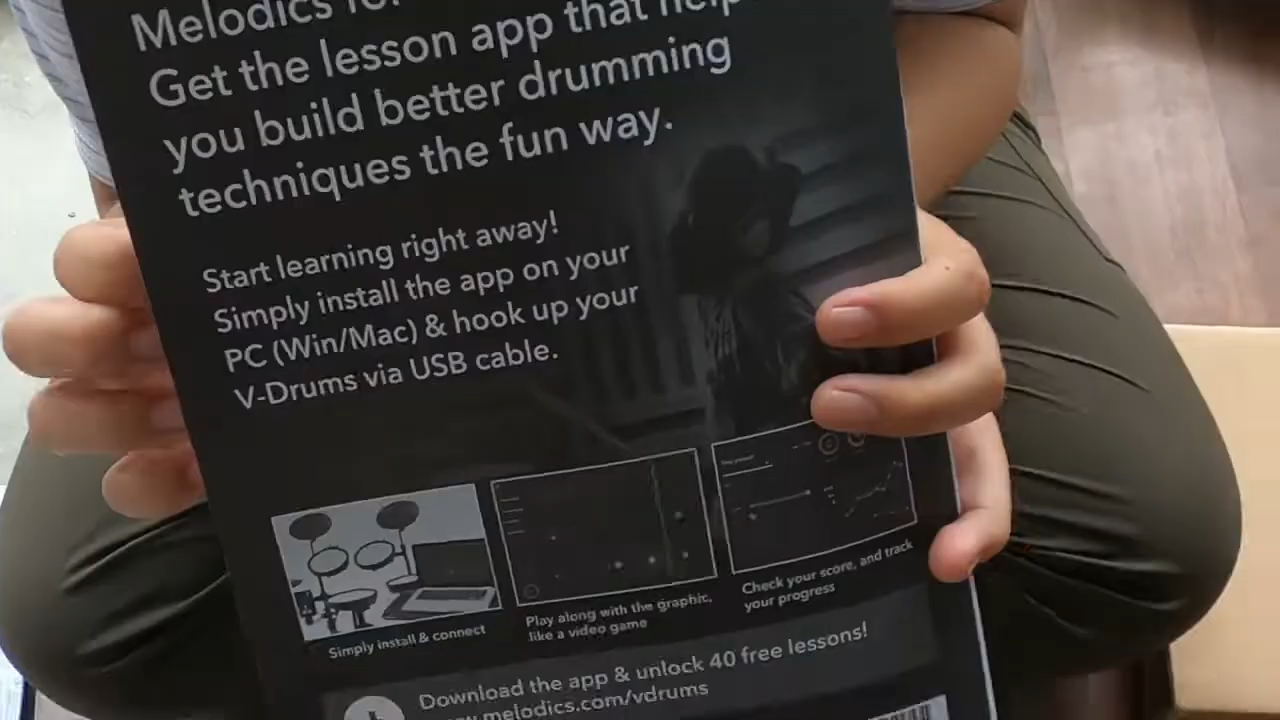 Melodics for
Get the lesson app that help
you build better drumming
techniques the fun way.
Start learning right away!
Simply install the app on your
PC (Win/Mac) & hook up your
V-Drums via USB cable.
Simply install & connect
Play along with the graphic,
like a video game
Check your score, and track
your progress
Download the app & unlock 40 free lessons!
www.melodics.com/vdrums